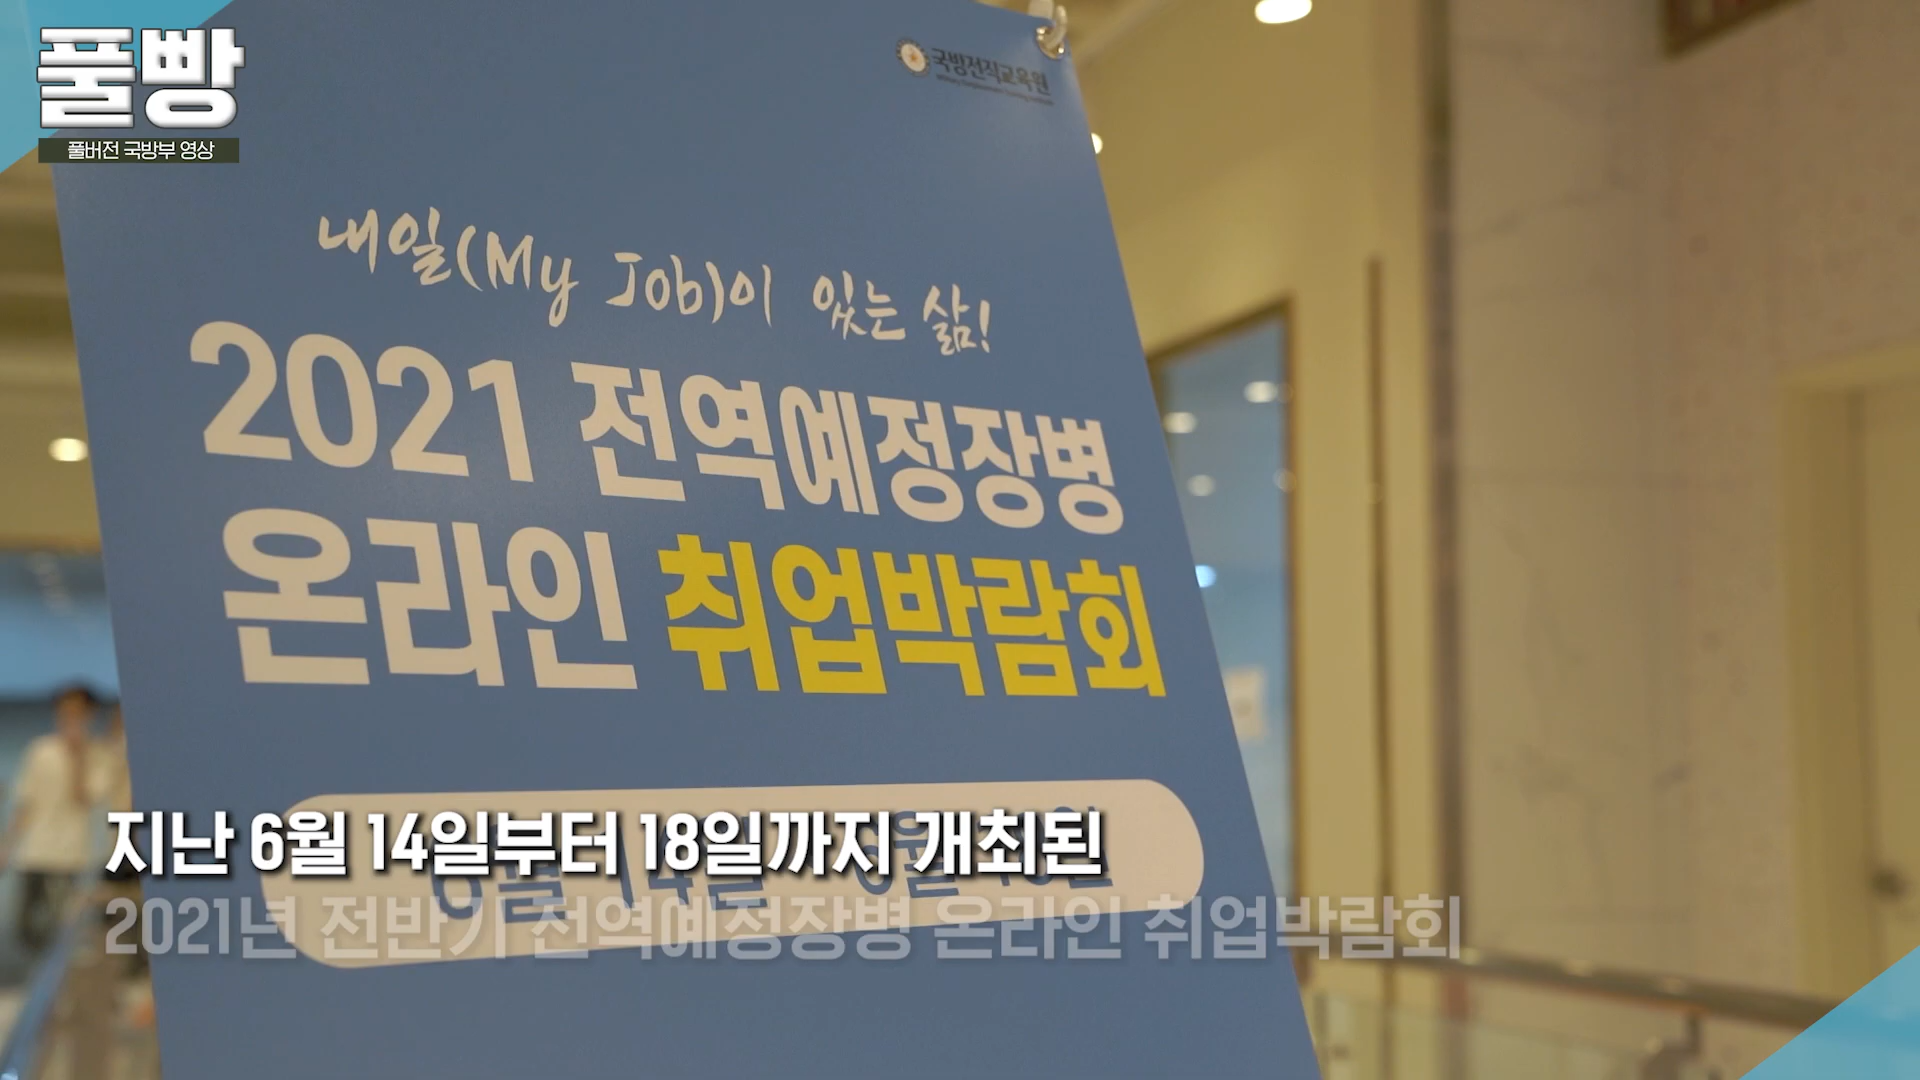 풀빵
풀버전 국방부 영상
국방전직교육원
내일(My Job)이 있는 삶!
2021 전역예정장병
온라인 취업박람회
지난 6월 14일부터 18일까지 개최된
2021년 전반기 전역예정장병 온라인 취업박람회